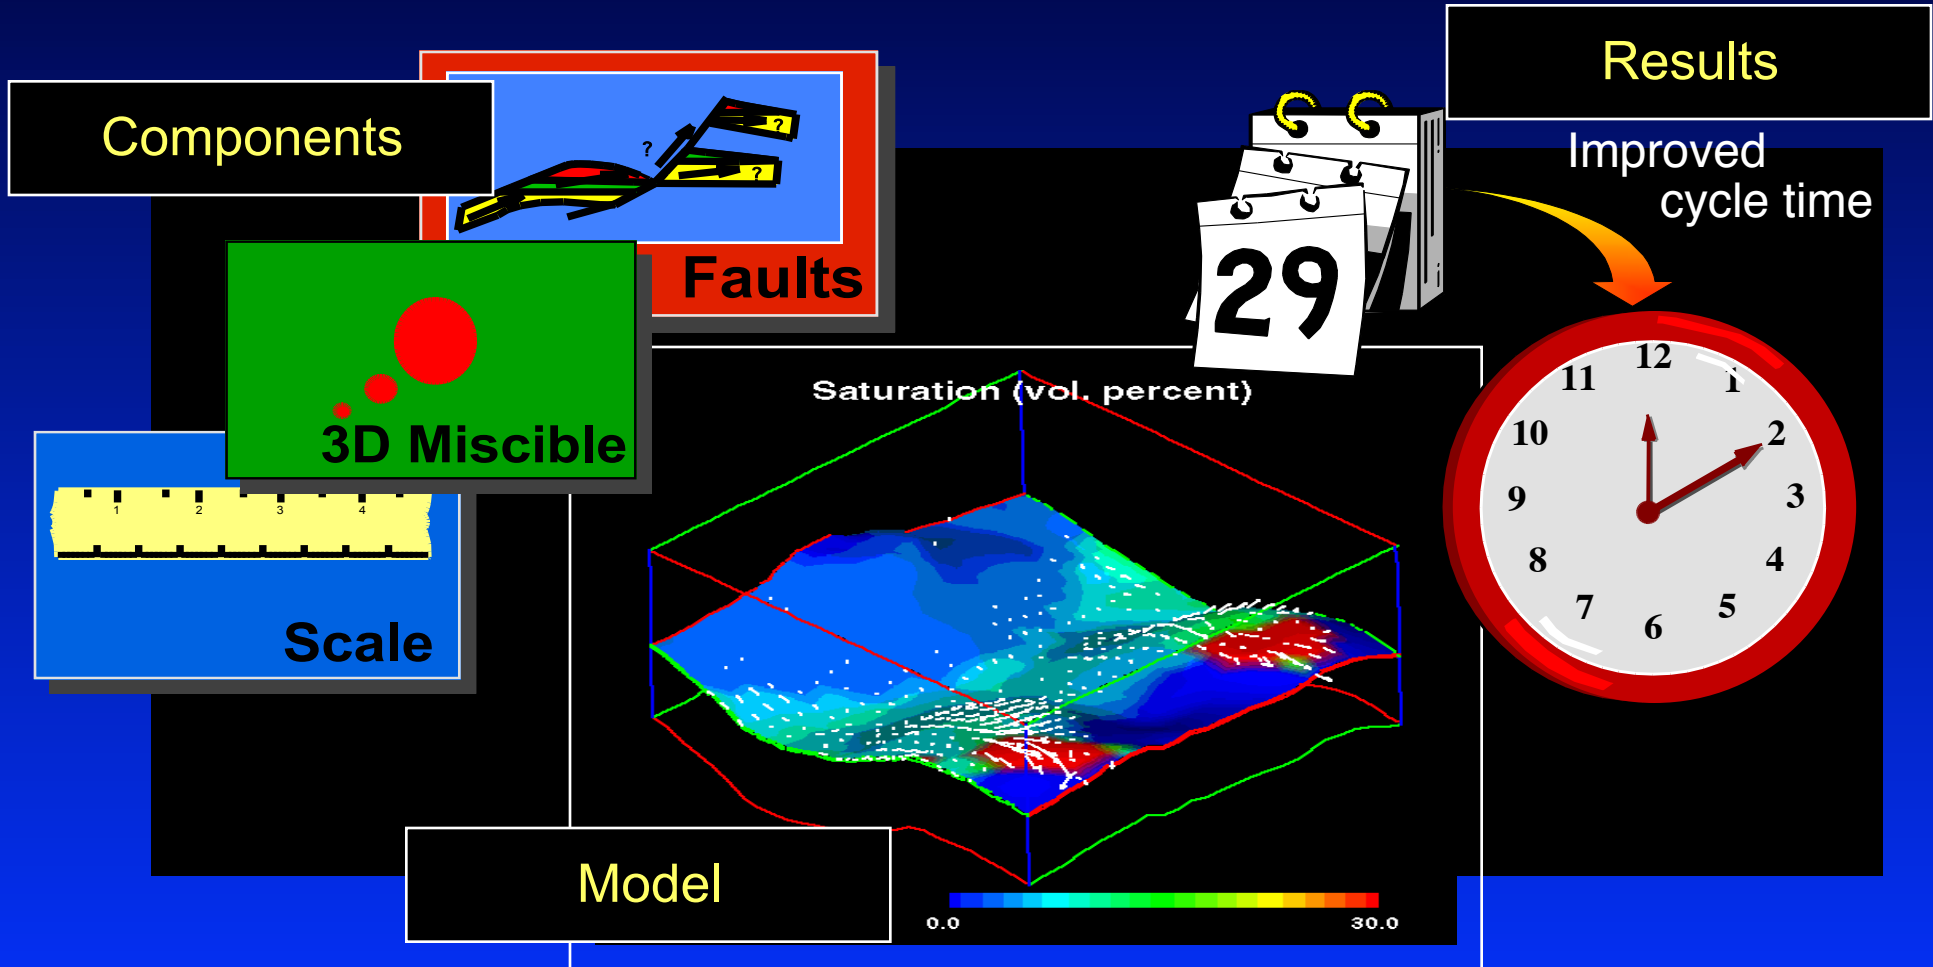 Components
Results
Improved
cycle time
?
?
?
Faults
29
3D Miscible
1 2 3 4
Scale
Saturation (vol. percent)
12
11 1
10 2
9 3
8 4
7 5
6
Model
0.0 30.0